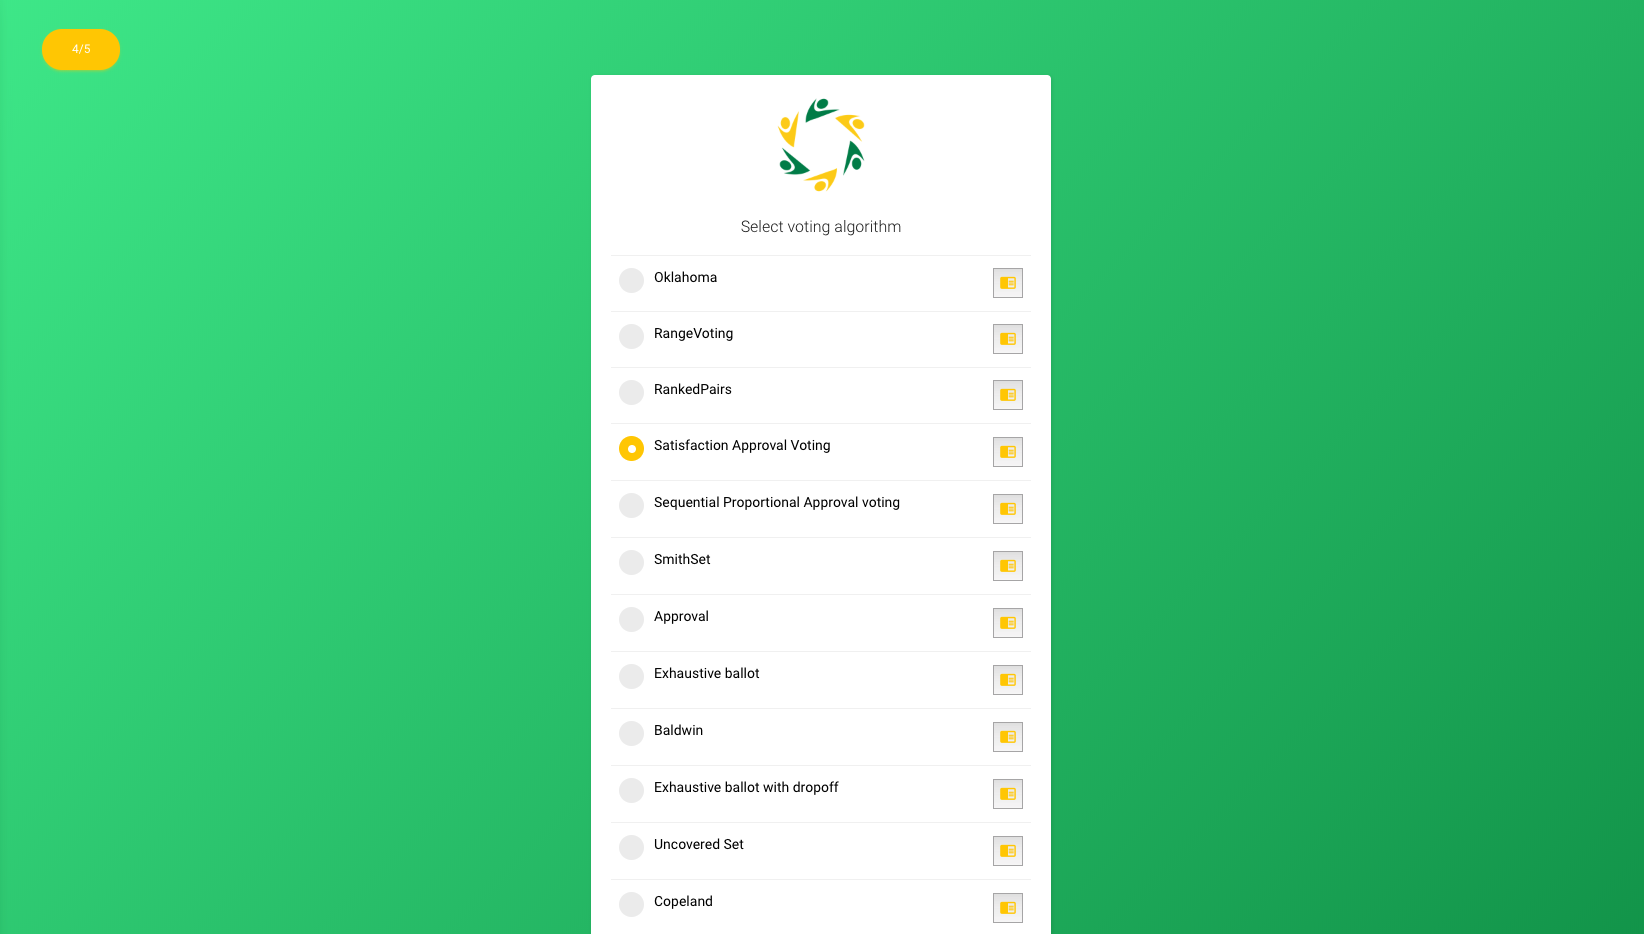 4/5
Select voting algorithm
Oklahoma
RangeVoting
RankedPairs
Satisfaction Approval Voting
Sequential Proportional Approval voting
SmithSet
Approval
Exhaustive ballot
Baldwin
Exhaustive ballot with dropoff
Uncovered Set
Copeland